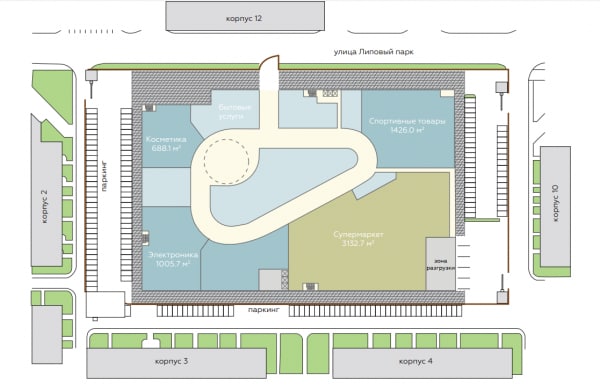 корпус 12
улица Липовый парк
Бытовые
услуги
Спортивные товары
1426.0 м²
Косметика
688.1 м²
корпус 2
паркинг
корпус 10
Супермаркет
3132.7 м²
Электроника
1005.7 м²
зона
разгрузки
паркинг
корпус 3
корпус 4